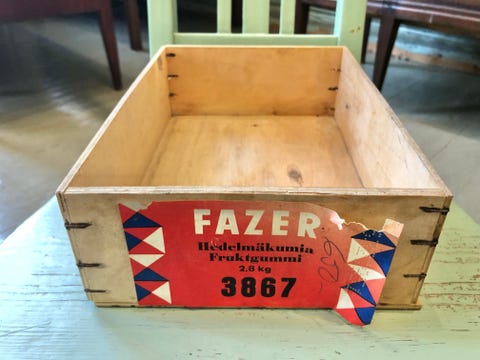 FAZER
Hedelmäkumia
Fruktgummi
2.8 kg
3867